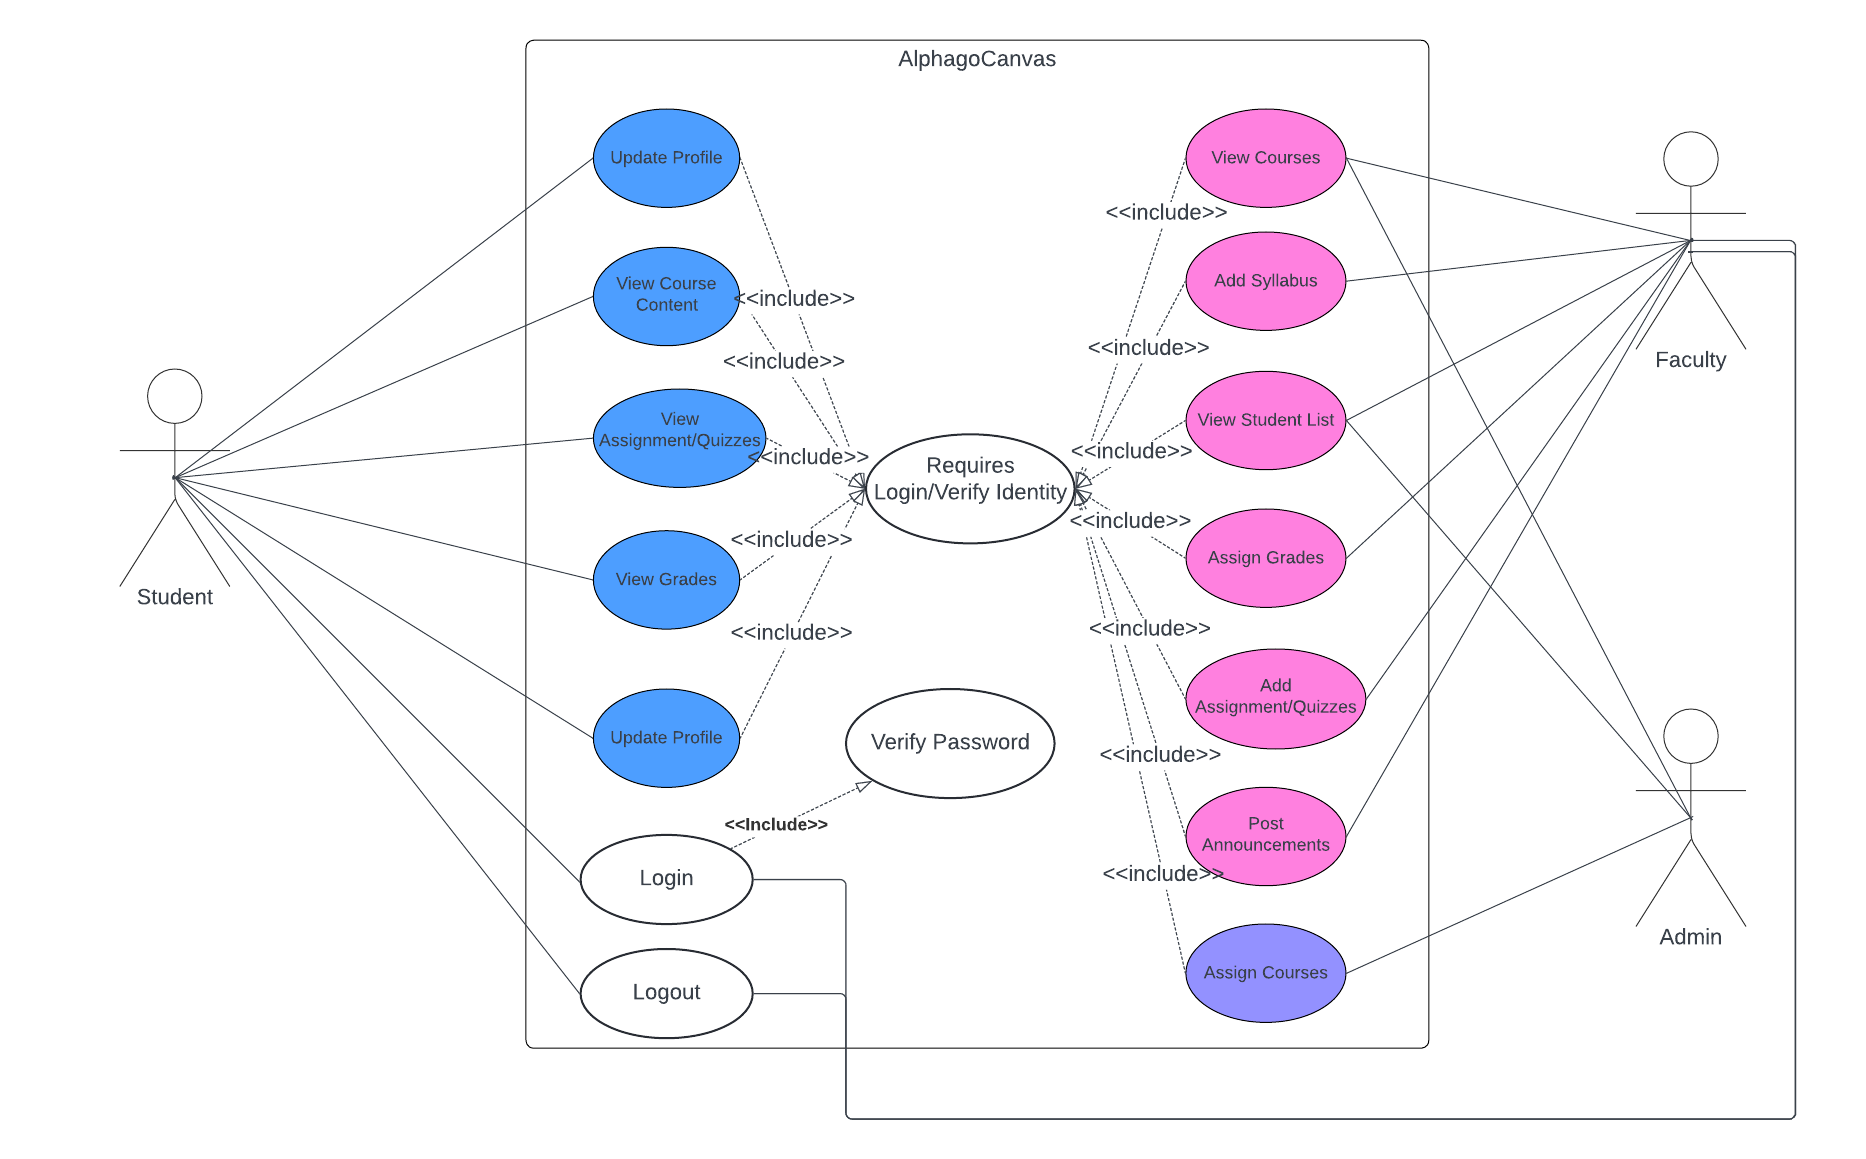 AlphagoCanvas
Update Profile
View Courses
<<include>>
Add Syllabus
View Course
Content
<<include>>
<<include>>
<<include>>
Faculty
View
Assignment/Quizzes
<<include>>
View Student List
<<include>>
Requires
Login/Verify Identity
<<include>>
<<include>>
Assign Grades
View Grades
Student
<<include>>
<<include>>
Add
Assignment/Quizzes
Update Profile
Verify Password
<<include>>
<<Include>>
Post
Announcements
<<include>>
Login
Admin
Assign Courses
Logout